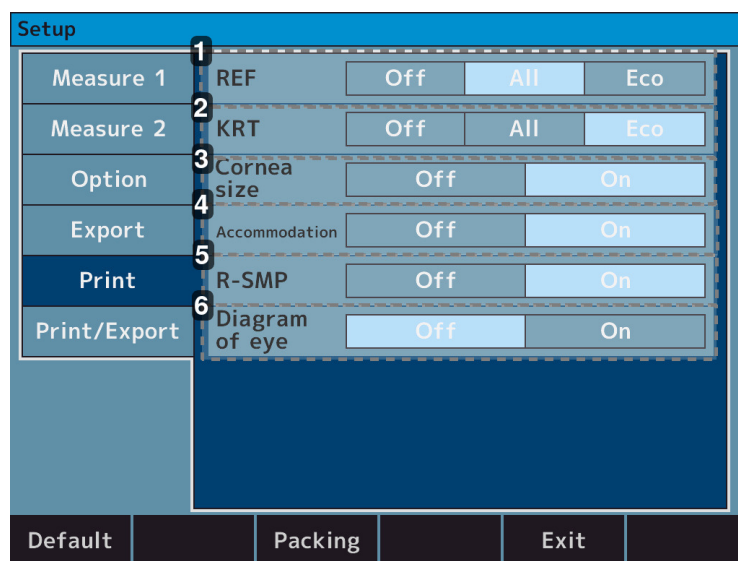 Setup
Measure 1
Measure 2
Option
Export
Print
Print/Export
1
REF Off All Eco
2
KRT Off All Eco
3
Cornea
size Off On
4
Accommodation Off On
5
R-SMP Off On
6
Diagram
of eye Off On
Default Packing Exit